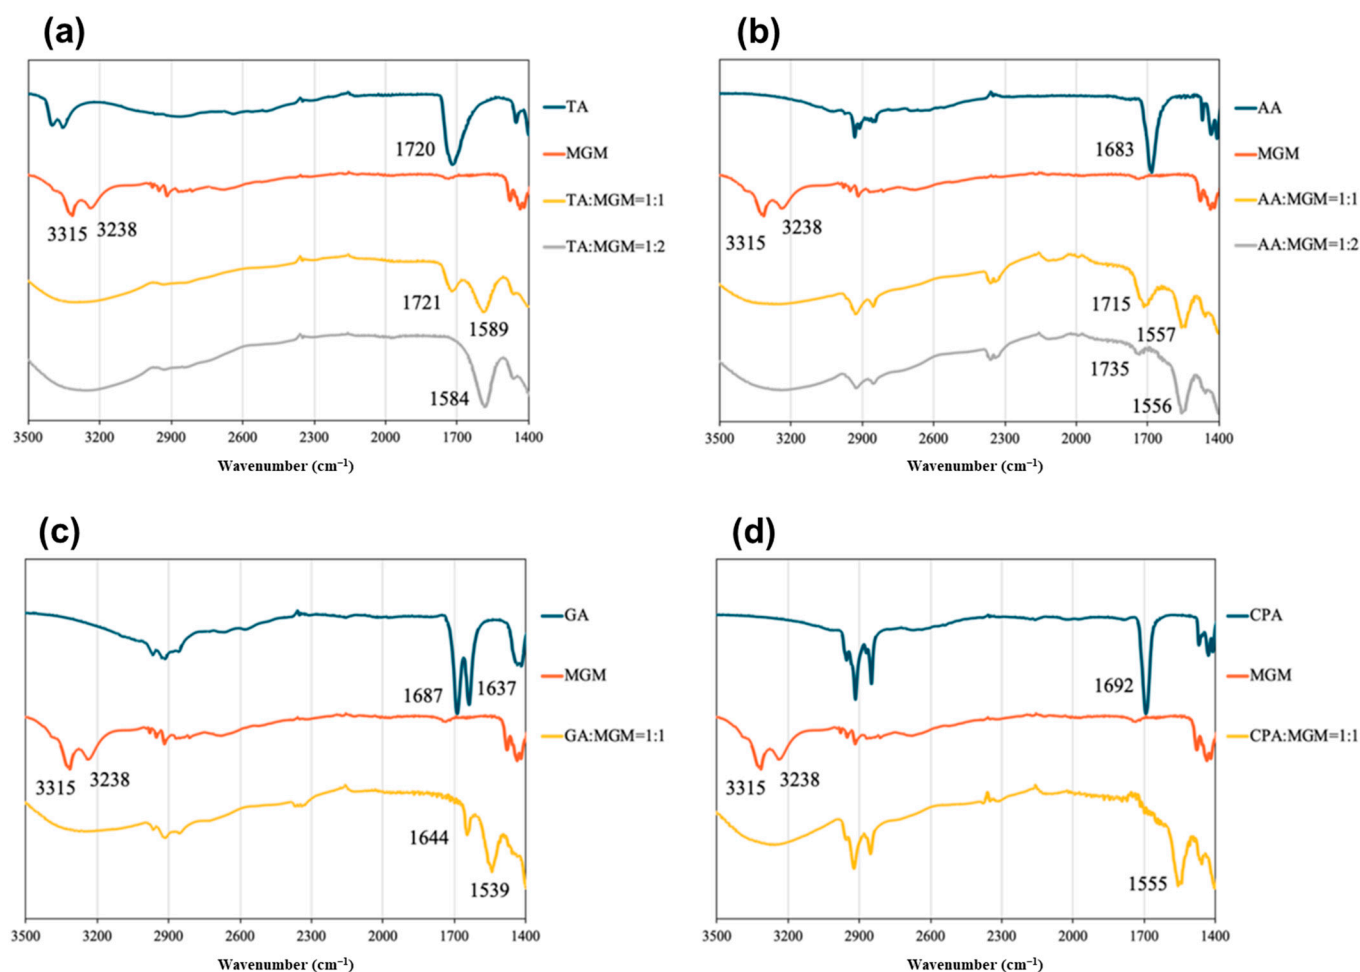 (a)
TA
1720
MGM
3315
3238
TA:MGM=1:1
TA:MGM=1:2
1721
1589
1584
3500 3200 2900 2600 2300 2000 1700 1400
Wavenumber (cm⁻¹)
(b)
AA
1683
MGM
3315
3238
AA:MGM=1:1
AA:MGM=1:2
1715
1557
1735
1556
3500 3200 2900 2600 2300 2000 1700 1400
Wavenumber (cm⁻¹)
(c)
GA
1687
1637
MGM
3315
3238
GA:MGM=1:1
1644
1539
3500 3200 2900 2600 2300 2000 1700 1400
Wavenumber (cm⁻¹)
(d)
CPA
1692
MGM
3315
3238
CPA:MGM=1:1
1555
3500 3200 2900 2600 2300 2000 1700 1400
Wavenumber (cm⁻¹)